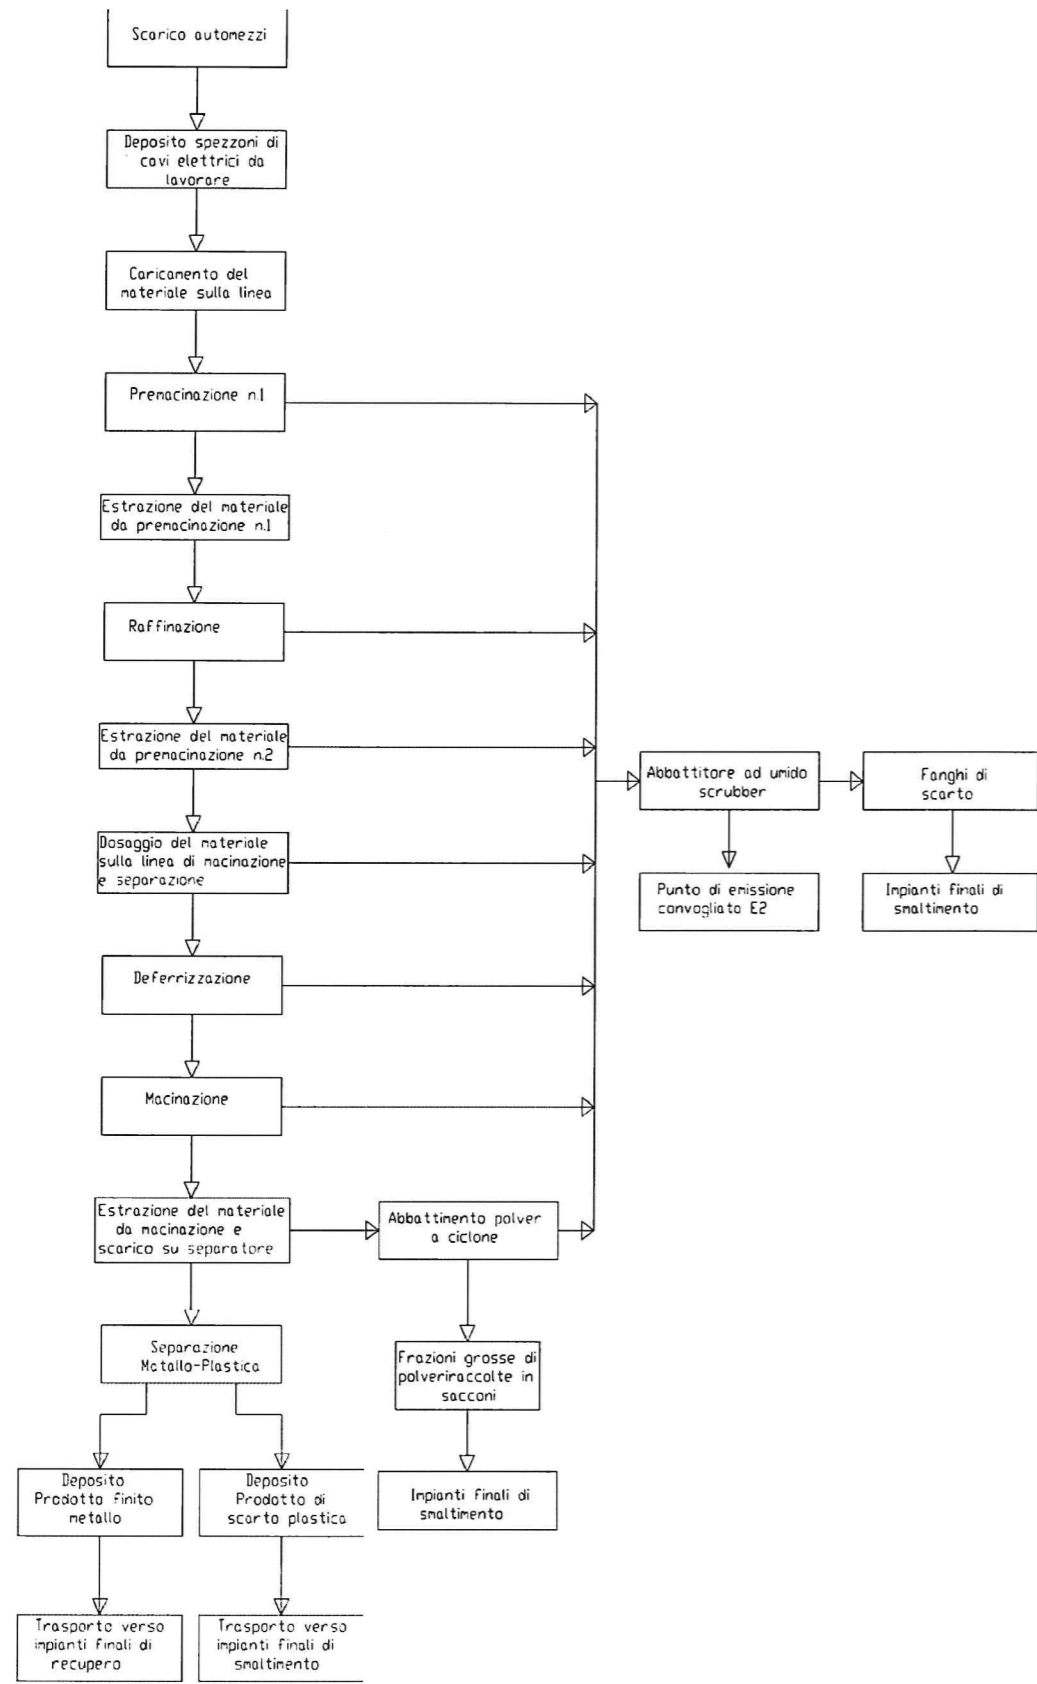 Scarico automezzi
Deposito spezzoni di
cavi elettrici da
lavorare
Caricamento del
materiale sulla linea
Premacinazione n.1
Estrazione del materiale
da premacinazione n.1
Raffinazione
Estrazione del materiale
da premacinazione n.2
Dosaggio del materiale
sulla linea di macinazione
e separazione
Deferrizzazione
Macinazione
Estrazione del materiale
da macinazione e
scarico su separatore
Abbattimento polver
a ciclone
Abbattitore ad umido
scrubber
Fanghi di
scarto
Punto di emissione
convogliato E2
Impianti finali di
smaltimento
Separazione
Metallo-Plastica
Frazioni grosse di
polveriraccolte in
sacconi
Deposito
Prodotto finito
metallo
Deposito
Prodotto di
scarto plastica
Impianti finali di
smaltimento
Trasporto verso
impianti finali di
recupero
Trasporto verso
impianti finali di
smaltimento